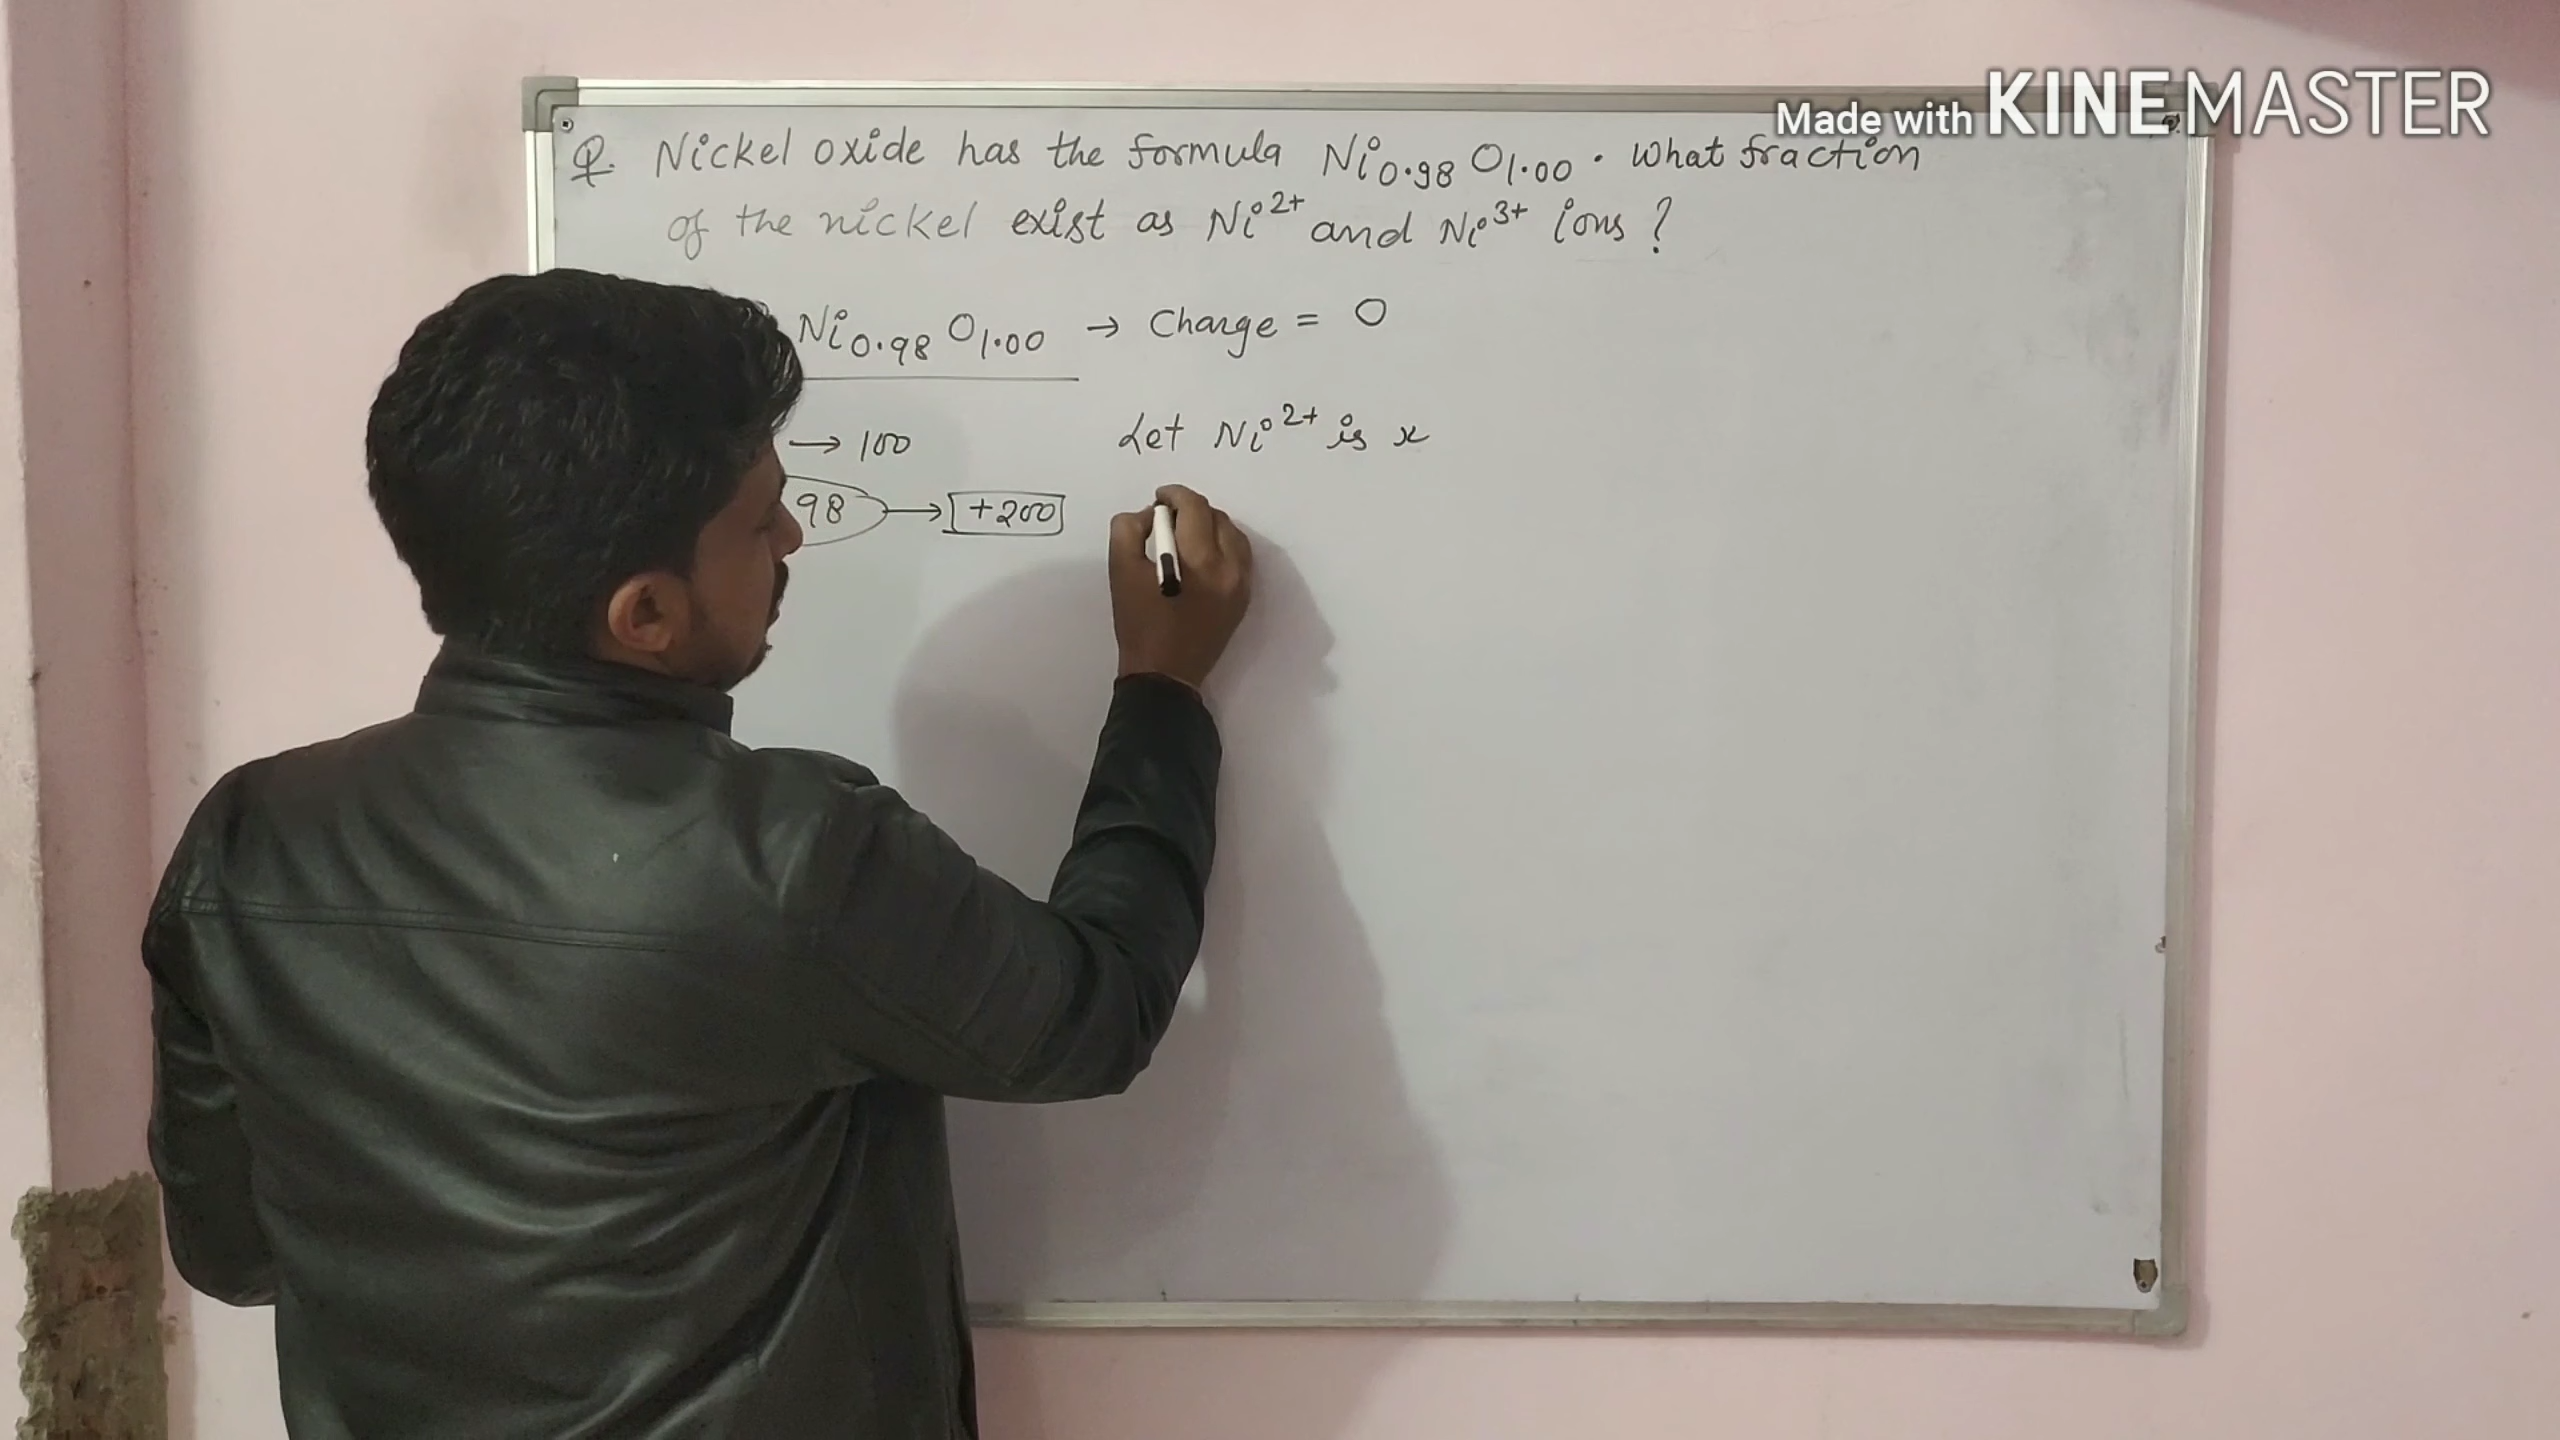 Made with KINEMASTER
Q. Nickel oxide has the formula Ni0.98 O1.00. What fraction
of the nickel exist as Ni2+ and Ni3+ ions?
Ni0.98 O1.00 → Charge = 0
→ 100
Let Ni2+ is x
98 → +200